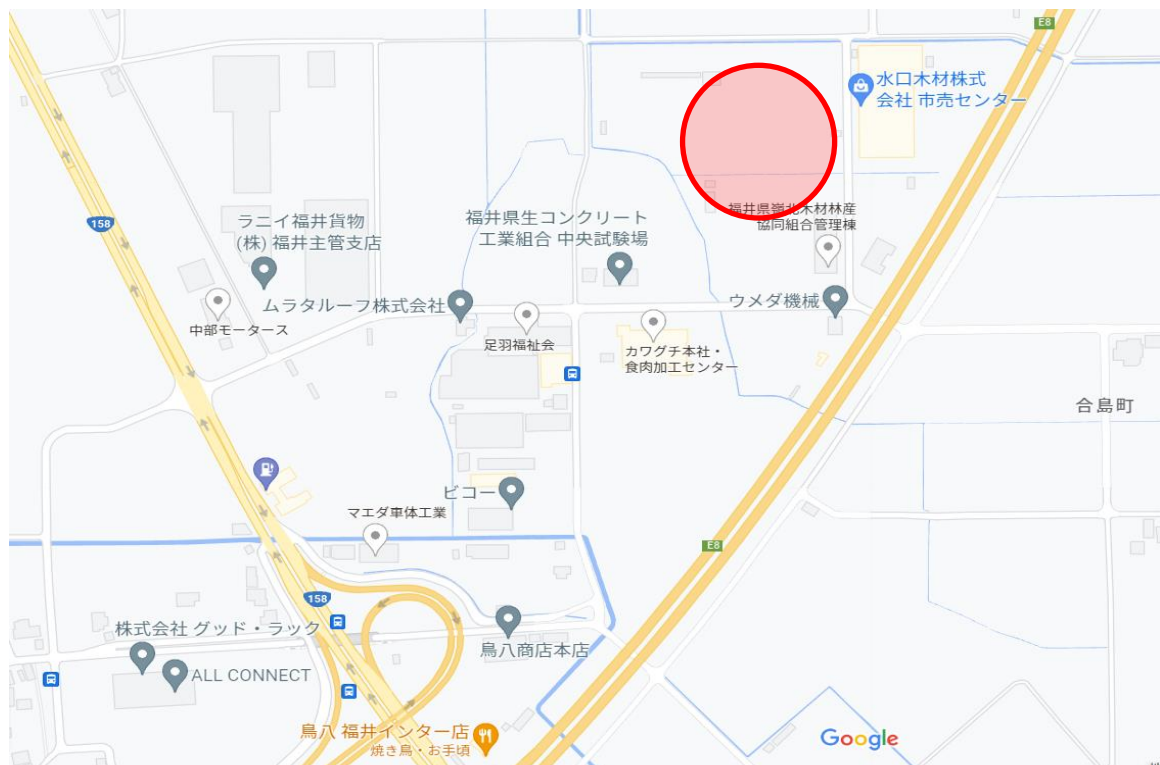 E8
水口木材株式
会社 市売センター
158
ラニイ福井貨物
(株) 福井主管支店
福井県生コンクリート
工業組合 中央試験場
福井県嶺北木材林産
協同組合管理棟
ムラタルーフ株式会社
ウメダ機械
中部モータース
足羽福祉会
カワグチ本社・
食肉加工センター
合島町
ビコー
マエダ車体工業
E8
158
株式会社 グッド・ラック
鳥八商店本店
ALL CONNECT
鳥八 福井インター店
焼き鳥・お手頃
Google